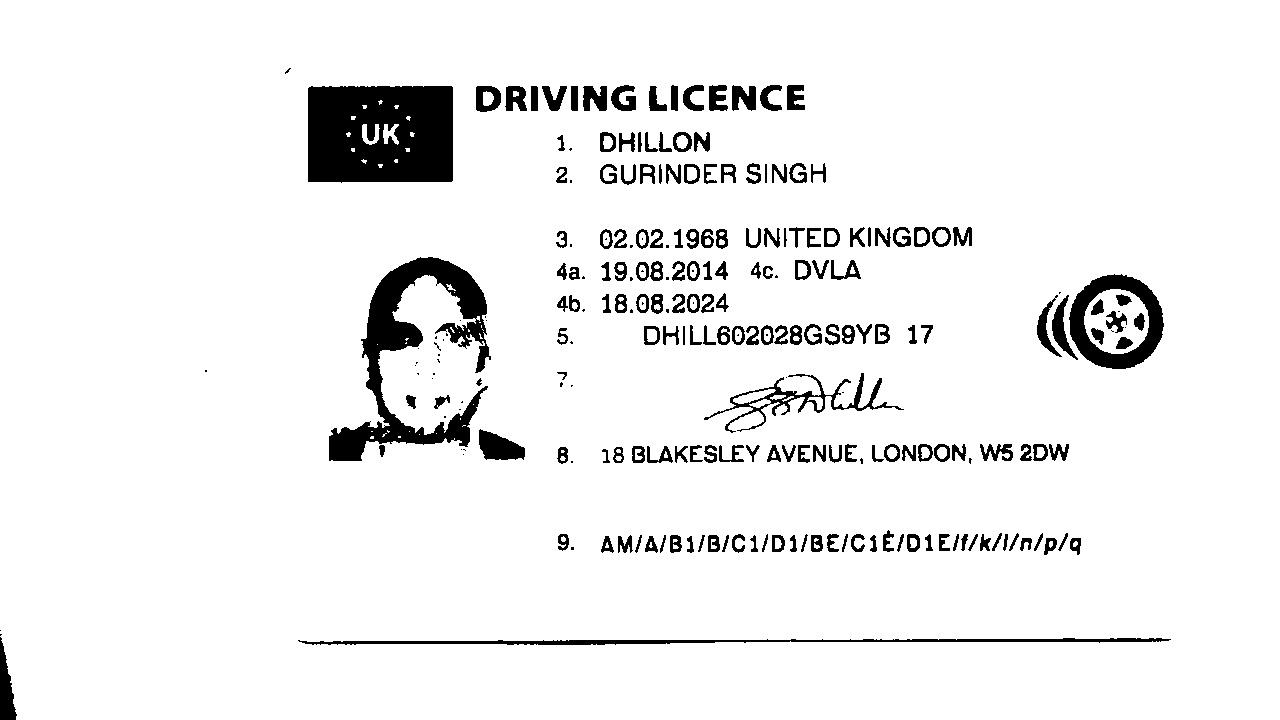 DRIVING LICENCE
UK
1. DHILLON
2. GURINDER SINGH
3. 02.02.1968 UNITED KINGDOM
4a. 19.08.2014 4c. DVLA
4b. 18.08.2024
5. DHILL602028GS9YB 17
7.
8. 18 BLAKESLEY AVENUE, LONDON, W5 2DW
9. AM/A/B1/B/C1/D1/BE/C1E/D1E/f/k/l/n/p/q